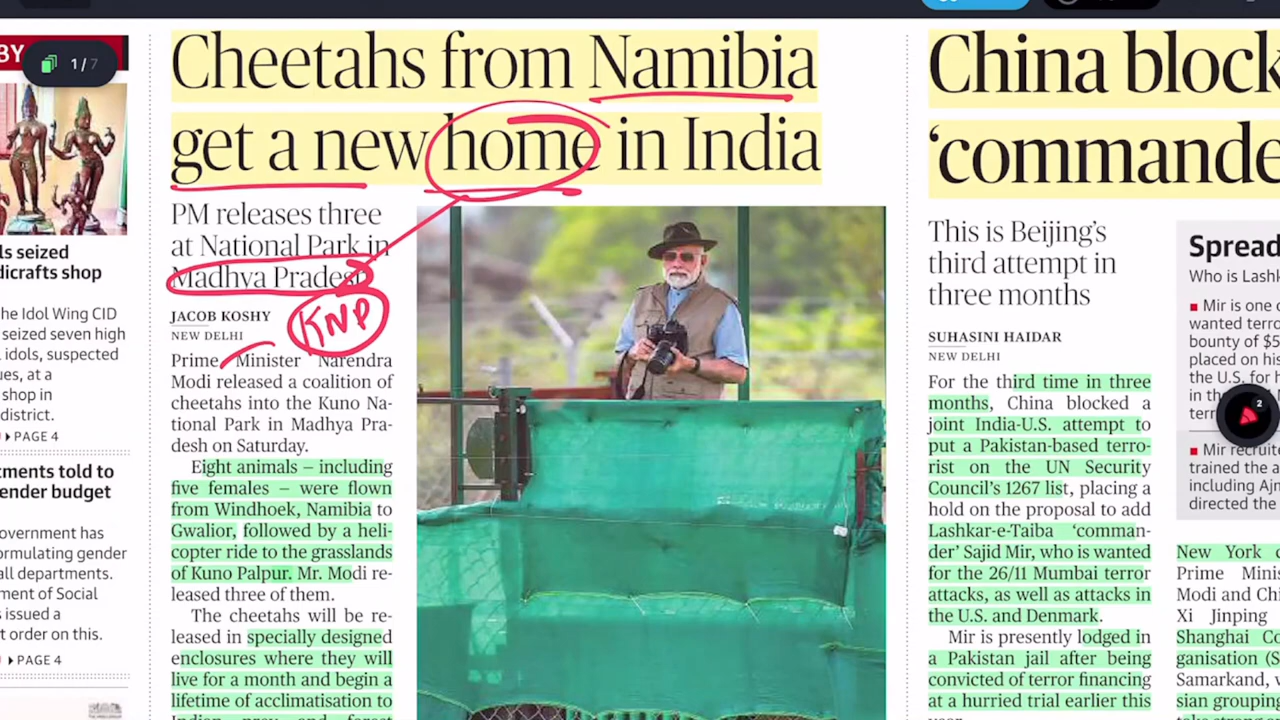 BY
1 / 7
ls seized
dicrafts shop
he Idol Wing CID
seized seven high
idols, suspected
ues, at a
shop in
district.
PAGE 4
tments told to
ender budget
overnment has
ormulating gender
all departments.
ment of Social
s issued a
t order on this.
PAGE 4
Cheetahs from Namibia
get a new home in India
PM releases three
at National Park in
Madhya Pradesh
KNP
JACOB KOSHY
NEW DELHI
Prime Minister Narendra
Modi released a coalition of
cheetahs into the Kuno Na-
tional Park in Madhya Pra-
desh on Saturday.
Eight animals – including
five females – were flown
from Windhoek, Namibia to
Gwalior, followed by a heli-
copter ride to the grasslands
of Kuno Palpur. Mr. Modi re-
leased three of them.
The cheetahs will be re-
leased in specially designed
enclosures where they will
live for a month and begin a
lifetime of acclimatisation to
Indian prey and forest
China block
‘commande
This is Beijing’s
third attempt in
three months
SUHASINI HAIDAR
NEW DELHI
For the third time in three
months, China blocked a
joint India-U.S. attempt to
put a Pakistan-based terro-
rist on the UN Security
Council’s 1267 list, placing a
hold on the proposal to add
Lashkar-e-Taiba ‘comman-
der’ Sajid Mir, who is wanted
for the 26/11 Mumbai terror
attacks, as well as attacks in
the U.S. and Denmark.
Mir is presently lodged in
a Pakistan jail after being
convicted of terror financing
at a hurried trial earlier this
year.
Spread
Who is Lashk
Mir is one
wanted terro
bounty of $5
placed on his
the U.S. for h
in th
terr
2
Mir recruite
trained the a
including Ajm
directed the
New York
Prime Minis
Modi and Chi
Xi Jinping
Shanghai Co
ganisation (S
Samarkand, w
sian grouping